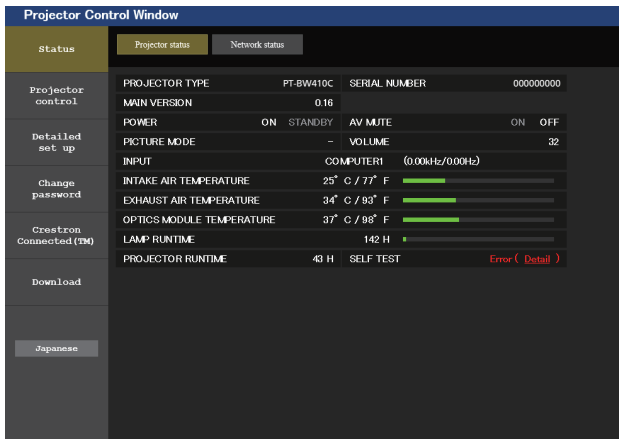 Projector Control Window
Status
Projector status
Network status
Projector
control
Detailed
set up
Change
password
Crestron
Connected(TM)
Download
Japanese
PROJECTOR TYPE PT-BW410C SERIAL NUMBER 000000000
MAIN VERSION 0.16
POWER ON STANDBY AV MUTE ON OFF
PICTURE MODE – VOLUME 32
INPUT COMPUTER1 (0.00kHz/0.00Hz)
INTAKE AIR TEMPERATURE 25° C / 77° F
EXHAUST AIR TEMPERATURE 34° C / 93° F
OPTICS MODULE TEMPERATURE 37° C / 98° F
LAMP RUNTIME 142 H
PROJECTOR RUNTIME 43 H SELF TEST Error ( Detail )